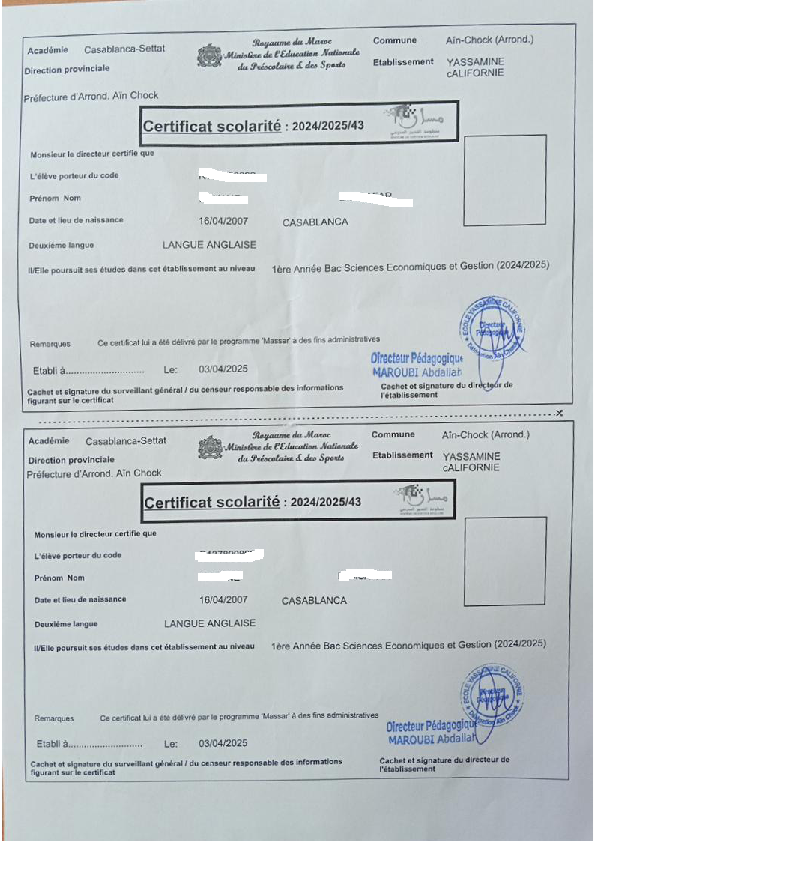 Académie Casablanca-Settat
Direction provinciale
Préfecture d'Arrond. Aïn Chock
Royaume du Maroc
Ministère de l'Education Nationale
du Préscolaire & des Sports
Commune Aïn-Chock (Arrond.)
Etablissement YASSAMINE
cALIFORNIE
Certificat scolarité : 2024/2025/43
مسار
Monsieur le directeur certifie que
L'élève porteur du code
Prénom Nom
Date et lieu de naissance 16/04/2007 CASABLANCA
Deuxième langue LANGUE ANGLAISE
Il/Elle poursuit ses études dans cet établissement au niveau 1ère Année Bac Sciences Economiques et Gestion (2024/2025)
ECOLE YASSAMINE CALIFORNIE
Directeur
Pédagogique
Remarques Ce certificat lui a été délivré par le programme 'Massar' à des fins administratives
Directeur Pédagogique
MAROUBI Abdallah
Etabli à........................... Le: 03/04/2025
Cachet et signature du surveillant général / du censeur responsable des informations
figurant sur le certificat
Cachet et signature du directeur de
l'établissement
Académie Casablanca-Settat
Direction provinciale
Préfecture d'Arrond. Aïn Chock
Royaume du Maroc
Ministère de l'Education Nationale
du Préscolaire & des Sports
Commune Aïn-Chock (Arrond.)
Etablissement YASSAMINE
cALIFORNIE
Certificat scolarité : 2024/2025/43
مسار
Monsieur le directeur certifie que
L'élève porteur du code
Prénom Nom
Date et lieu de naissance 16/04/2007 CASABLANCA
Deuxième langue LANGUE ANGLAISE
Il/Elle poursuit ses études dans cet établissement au niveau 1ère Année Bac Sciences Economiques et Gestion (2024/2025)
ECOLE YASSAMINE CALIFORNIE
Remarques Ce certificat lui a été délivré par le programme 'Massar' à des fins administratives
Directeur Pédagogique
MAROUBI Abdallah
Etabli à........................... Le: 03/04/2025
Cachet et signature du surveillant général / du censeur responsable des informations
figurant sur le certificat
Cachet et signature du directeur de
l'établissement